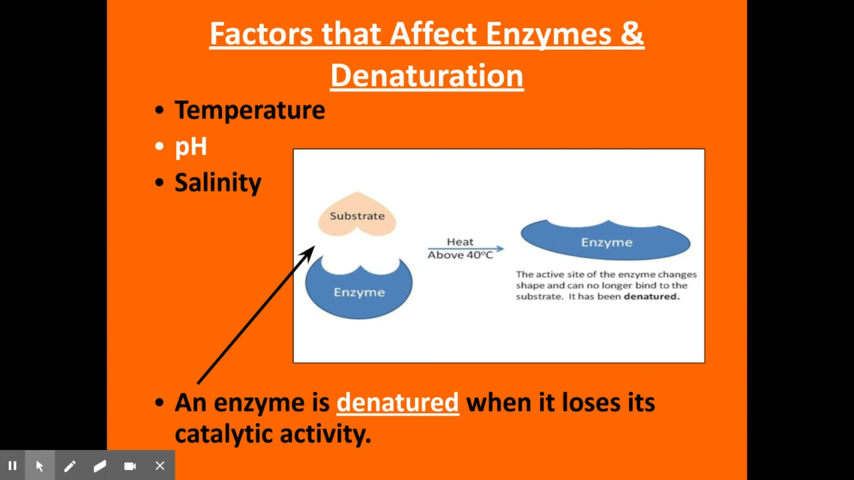 Factors that Affect Enzymes &
Denaturation
• Temperature
• pH
• Salinity
Substrate
Enzyme
Heat
Above 40°C
Enzyme
The active site of the enzyme changes
shape and can no longer bind to the
substrate. It has been denatured.
• An enzyme is denatured when it loses its
catalytic activity.